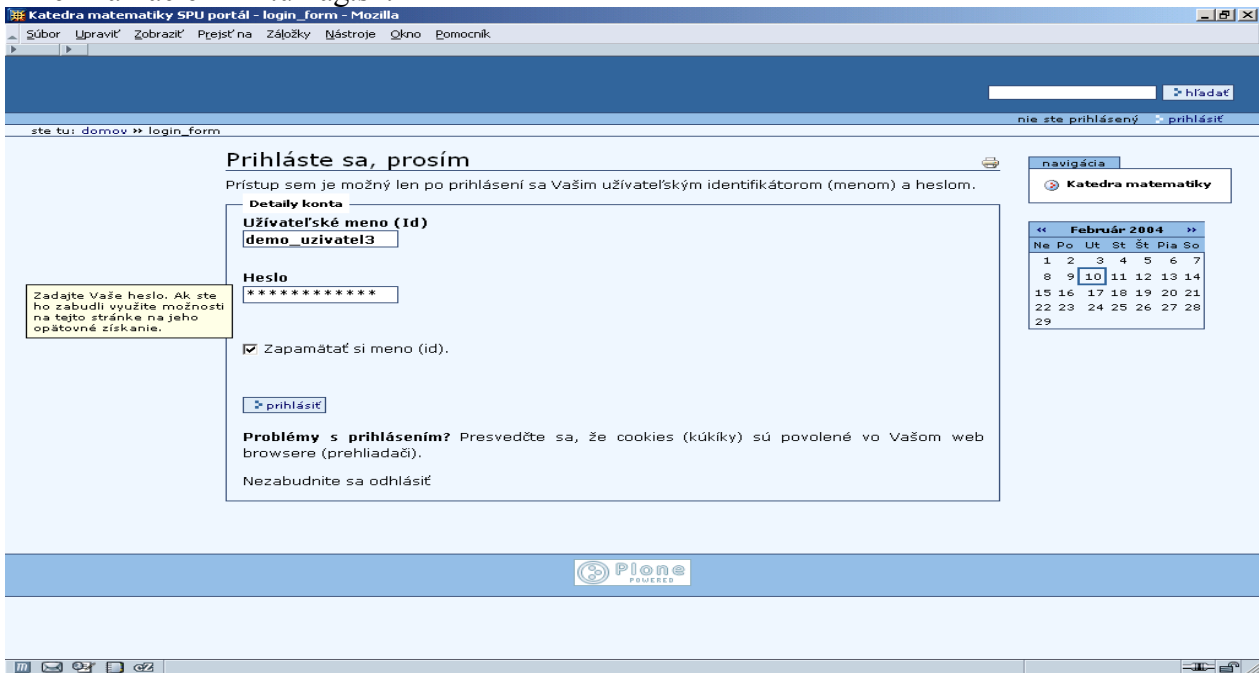 Katedra matematiky SPU portál - login_form - Mozilla
Súbor Upraviť Zobraziť Prejsť na Záložky Nástroje Okno Pomocník
hľadať
nie ste prihlásený prihlásiť
ste tu: domov » login_form
Prihláste sa, prosím
Prístup sem je možný len po prihlásení sa Vašim užívateľským identifikátorom (menom) a heslom.
Detaily konta
Užívateľské meno (Id)
demo_uzivatel3
Heslo
************
Zadajte Vaše heslo. Ak ste
ho zabudli využite možnosti
na tejto stránke na jeho
opätovné získanie.
Zapamätať si meno (id).
prihlásiť
Problémy s prihlásením? Presvedčte sa, že cookies (kúkíky) sú povolené vo Vašom web
browsere (prehliadači).
Nezabudnite sa odhlásiť
navigácia
Katedra matematiky
« Február 2004 »
Ne Po Ut St Št Pia So
1 2 3 4 5 6 7
8 9 10 11 12 13 14
15 16 17 18 19 20 21
22 23 24 25 26 27 28
29
Plone
POWERED